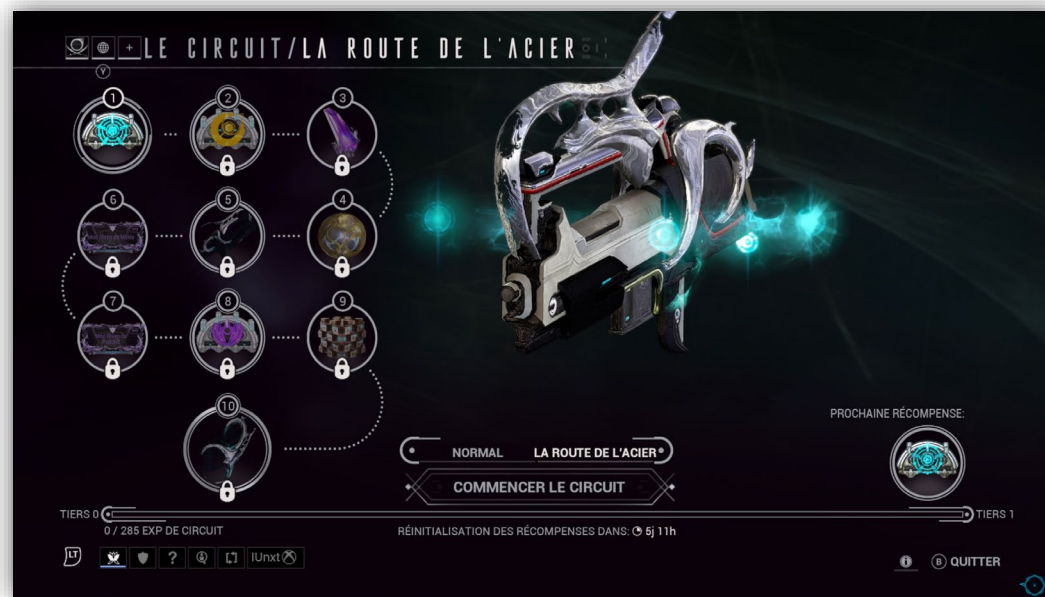 LE CIRCUIT/LA ROUTE DE L'ACIER
Y
1 2 3
6 5 4
7 8 9
10
PROCHAINE RÉCOMPENSE:
NORMAL LA ROUTE DE L'ACIER
COMMENCER LE CIRCUIT
TIERS 0 TIERS 1
0 / 285 EXP DE CIRCUIT RÉINITIALISATION DES RÉCOMPENSES DANS: 5j 11h
LT ? IUnxt B QUITTER